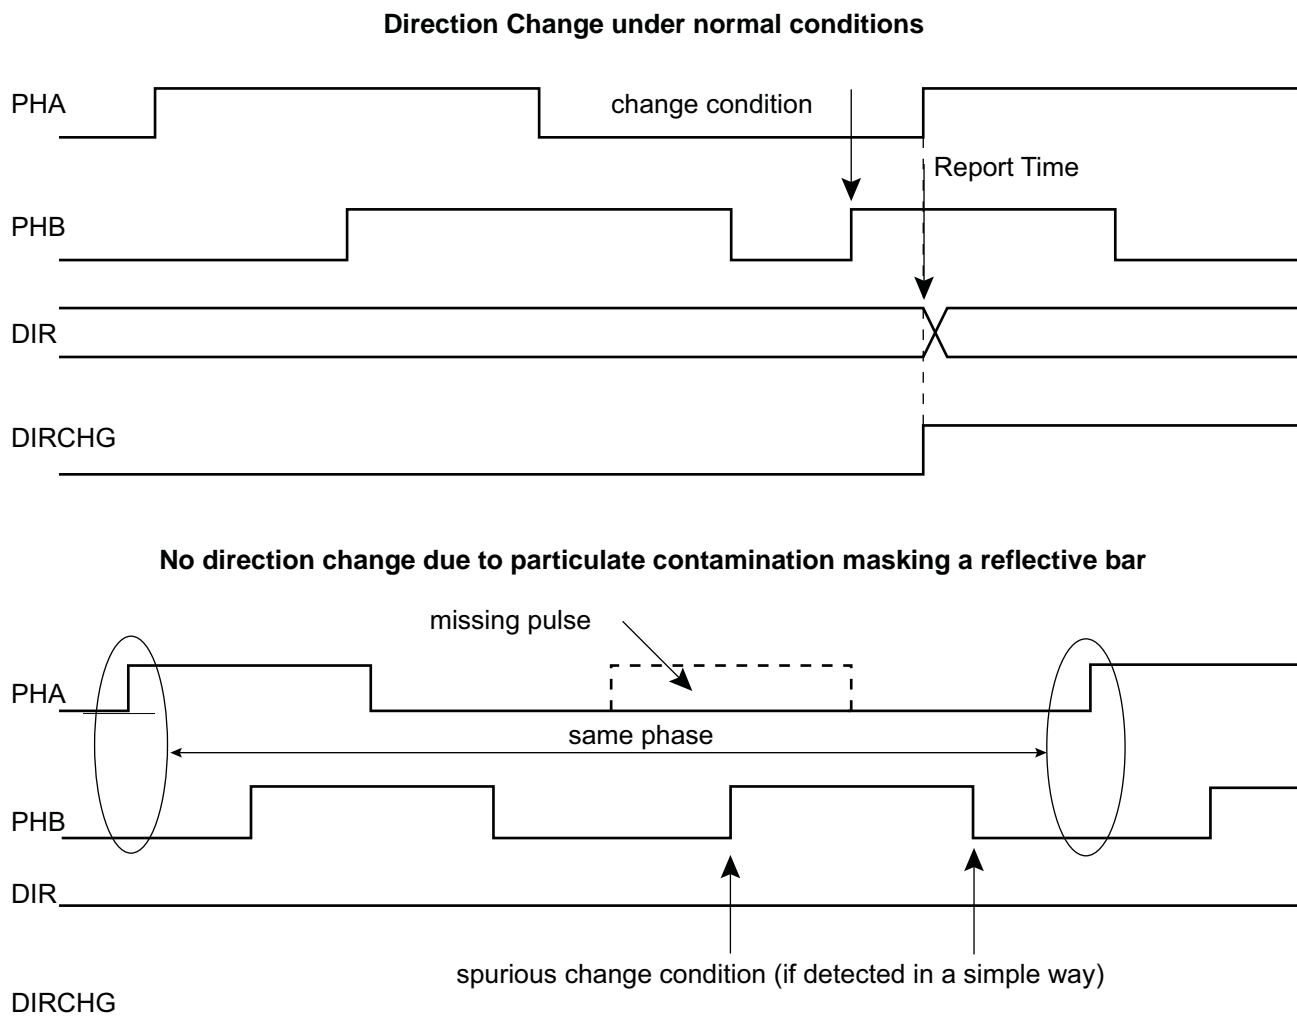 Direction Change under normal conditions
PHA
change condition
Report Time
PHB
DIR
DIRCHG
No direction change due to particulate contamination masking a reflective bar
missing pulse
PHA
same phase
PHB
DIR
spurious change condition (if detected in a simple way)
DIRCHG